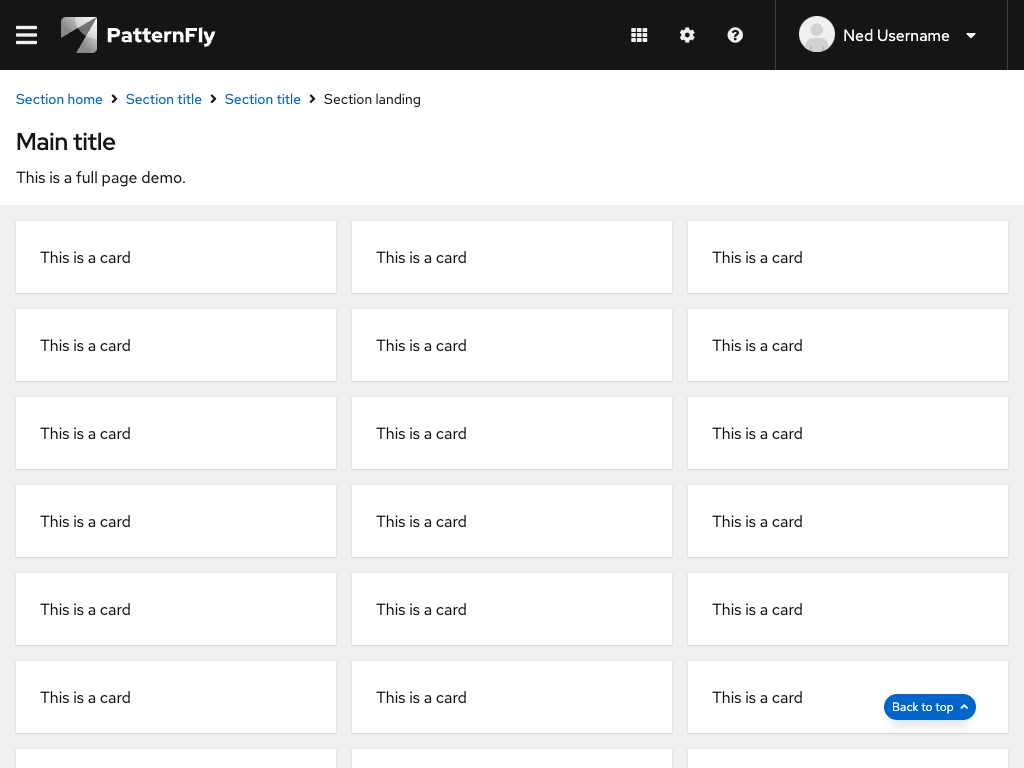 PatternFly
Ned Username
Section home Section title Section title Section landing
Main title
This is a full page demo.
This is a card This is a card This is a card
This is a card This is a card This is a card
This is a card This is a card This is a card
This is a card This is a card This is a card
This is a card This is a card This is a card
This is a card This is a card This is a card
Back to top